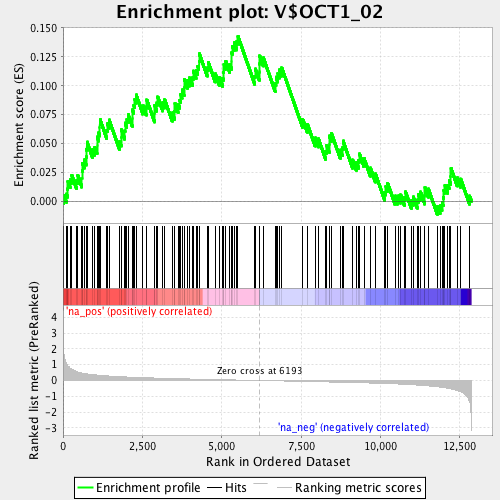 Enrichment plot: V$OCT1_02
Enrichment score (ES)
0.150
0.125
0.100
0.075
0.050
0.025
0.000
'na_pos' (positively correlated)
Ranked list metric (PreRanked)
4
3
2
1
0
-1
-2
-3
Zero cross at 6193
'na_neg' (negatively correlated)
0
2,500
5,000
7,500
10,000
12,500
Rank in Ordered Dataset
Enrichment profile
Hits
Ranking metric scores